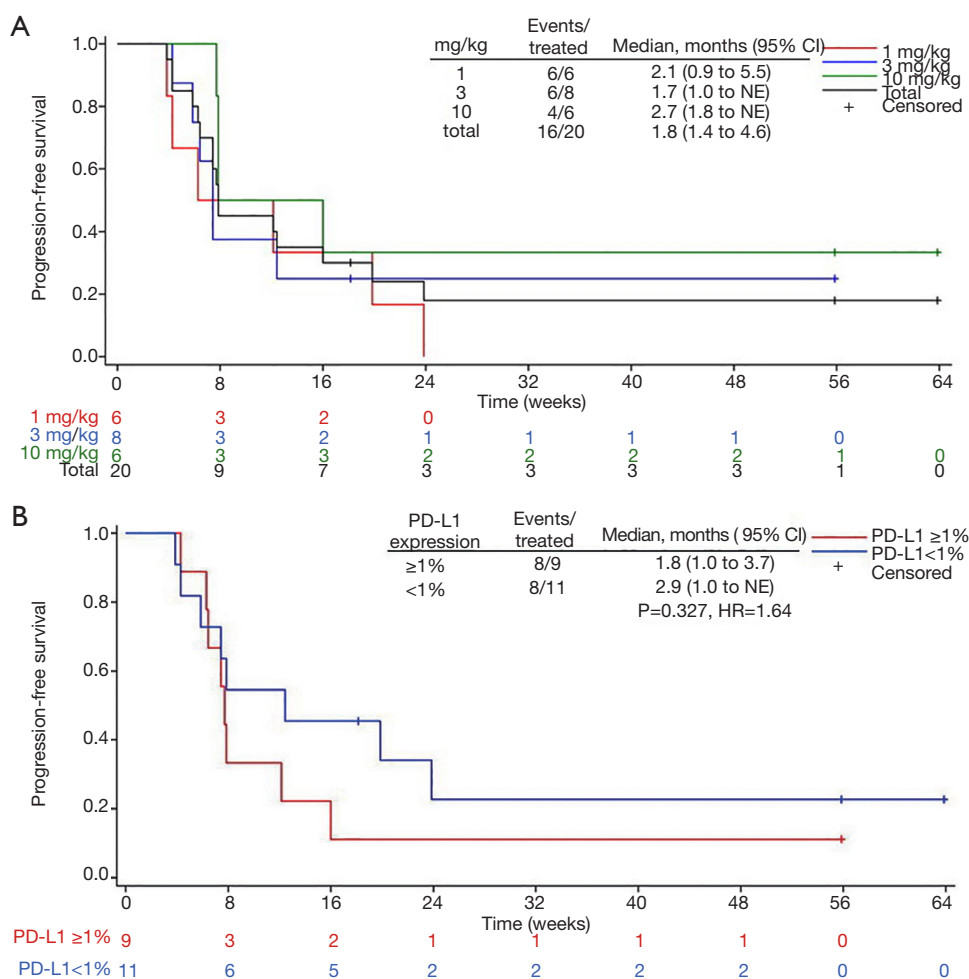 A
mg/kg Events/ treated Median, months (95% CI)
1 6/6 2.1 (0.9 to 5.5)
3 6/8 1.7 (1.0 to NE)
10 4/6 2.7 (1.8 to NE)
total 16/20 1.8 (1.4 to 4.6)
1 mg/kg
3 mg/kg
10 mg/kg
Total
+ Censored
Progression-free survival
1.0
0.8
0.6
0.4
0.2
0.0
0 8 16 24 32 40 48 56 64
Time (weeks)
1 mg/kg 6 3 2 0
3 mg/kg 8 3 2 1 1 1 1 0
10 mg/kg 6 3 3 2 2 2 2 1 0
Total 20 9 7 3 3 3 3 1 0
B
PD-L1 expression Events/ treated Median, months ( 95% CI)
≥1% 8/9 1.8 (1.0 to 3.7)
<1% 8/11 2.9 (1.0 to NE)
P=0.327, HR=1.64
PD-L1 ≥1%
PD-L1<1%
+ Censored
Progression-free survival
1.0
0.8
0.6
0.4
0.2
0.0
0 8 16 24 32 40 48 56 64
Time (weeks)
PD-L1 ≥1% 9 3 2 1 1 1 1 0
PD-L1<1% 11 6 5 2 2 2 2 0 0